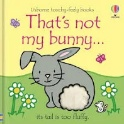 Usborne touchy-feely books
That's not my bunny...
Its tail is too fluffy.